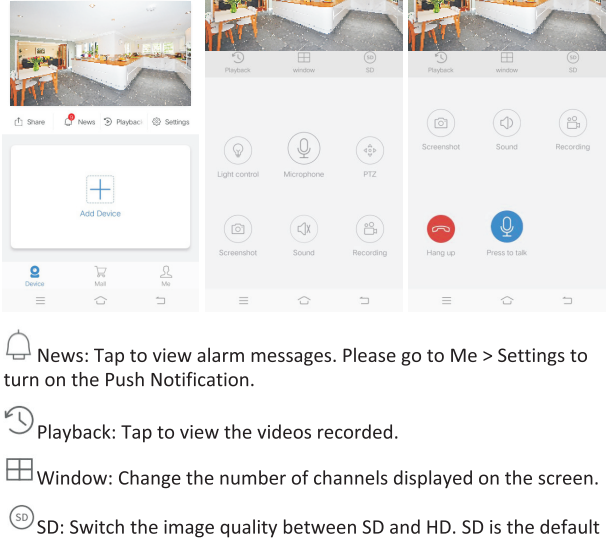 Share News Playback Settings
Add Device
Device Mall Me
Playback window SD
Light control Microphone PTZ
Screenshot Sound Recording
Playback window SD
Screenshot Sound Recording
Hang up Press to talk
News: Tap to view alarm messages. Please go to Me > Settings to
turn on the Push Notification.
Playback: Tap to view the videos recorded.
Window: Change the number of channels displayed on the screen.
SD SD: Switch the image quality between SD and HD. SD is the default